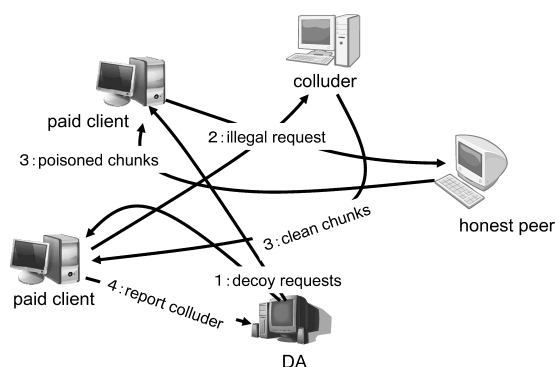 colluder
paid client
2:illegal request
3:poisoned chunks
honest peer
3:clean chunks
1:decoy requests
paid client
4:report colluder
DA